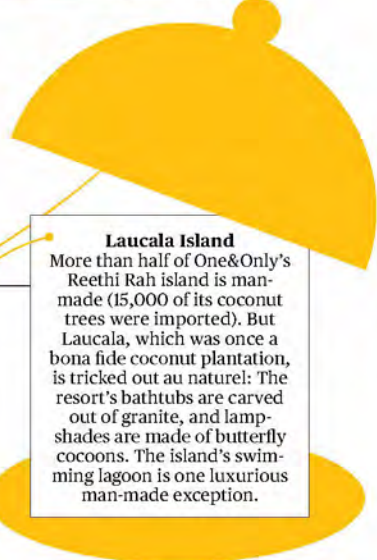 Laucala Island
More than half of One&Only's
Reethi Rah island is man-
made (15,000 of its coconut
trees were imported). But
Laucala, which was once a
bona fide coconut plantation,
is tricked out au naturel: The
resort's bathtubs are carved
out of granite, and lamp-
shades are made of butterfly
cocoons. The island's swim-
ming lagoon is one luxurious
man-made exception.